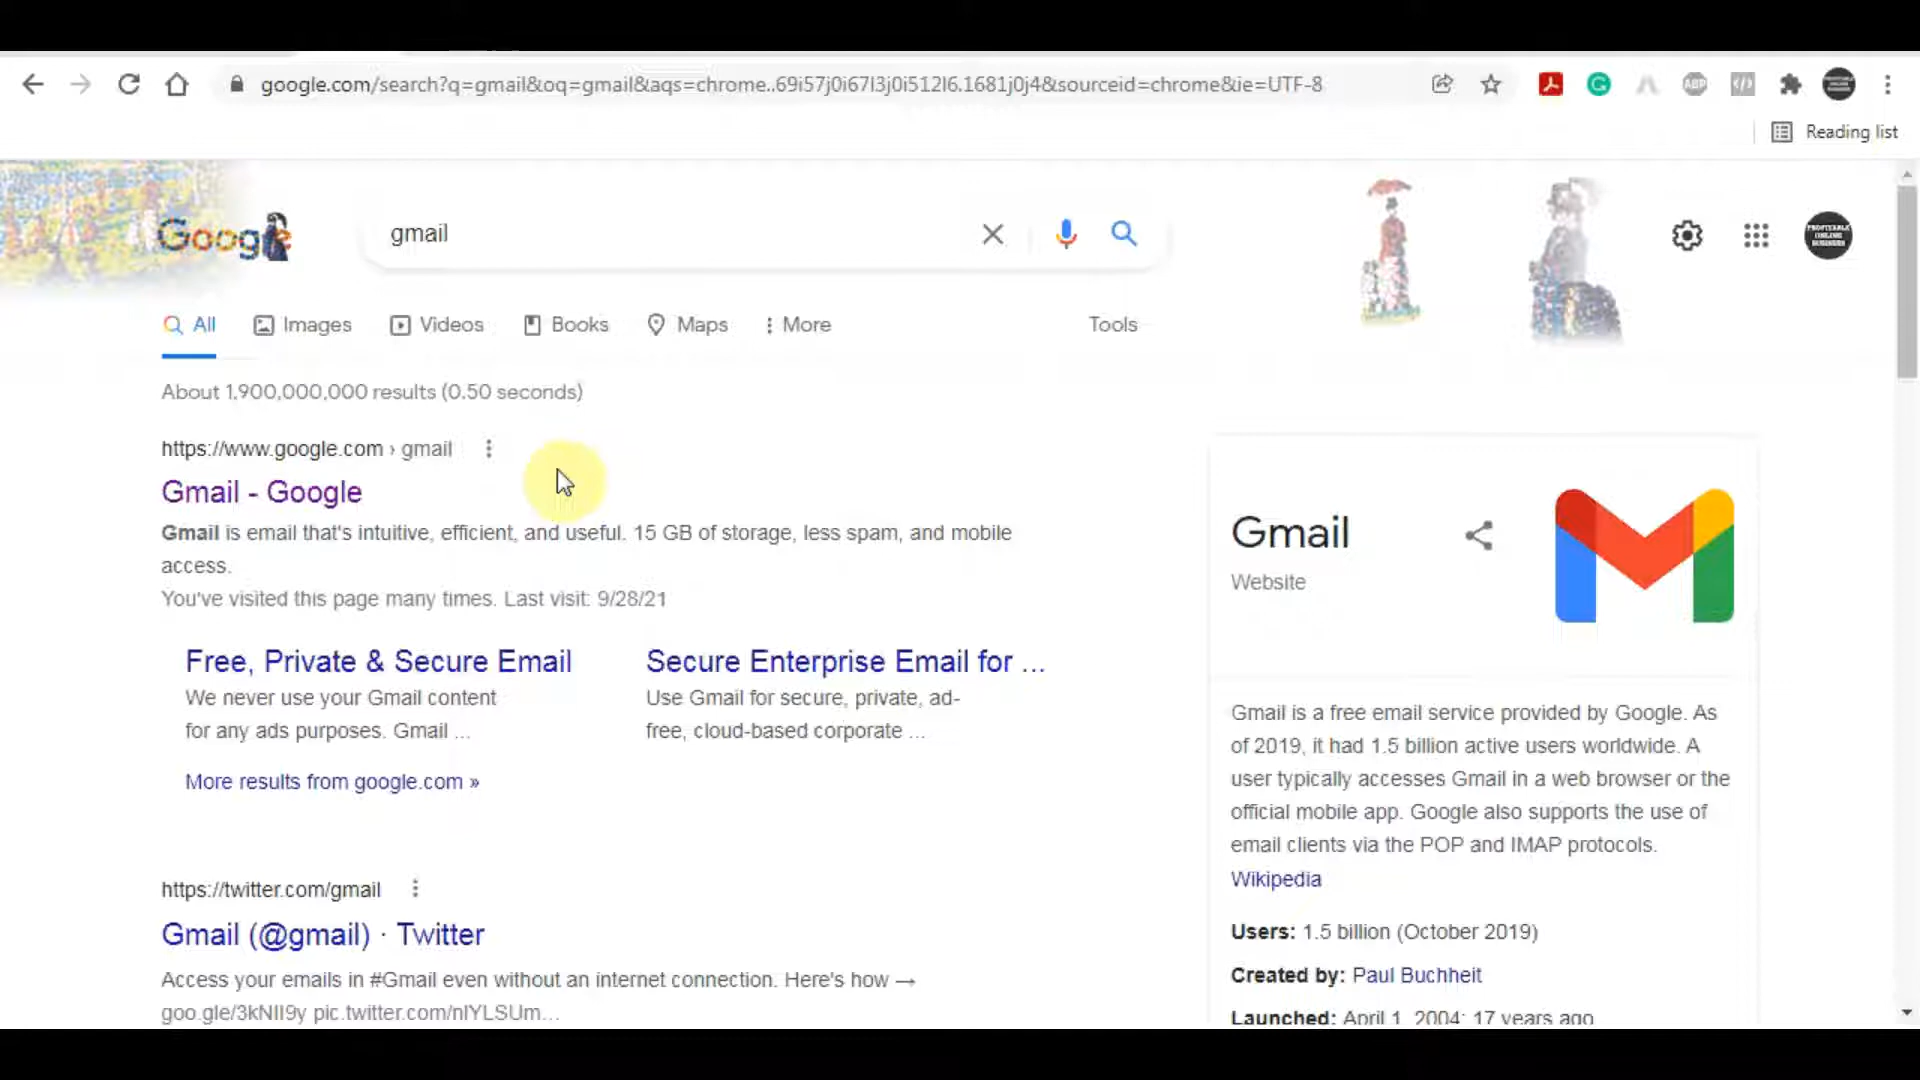 google.com/search?q=gmail&oq=gmail&aqs=chrome..69i57j0i67l3j0i512l6.1681j0j4&sourceid=chrome&ie=UTF-8
ABP
Reading list
Google
gmail
PROFITABLE
ONLINE
BUSINESS
All
Images
Videos
Books
Maps
More
Tools
About 1,900,000,000 results (0.50 seconds)
https://www.google.com › gmail
Gmail - Google
Gmail is email that's intuitive, efficient, and useful. 15 GB of storage, less spam, and mobile
access.
You've visited this page many times. Last visit: 9/28/21
Free, Private & Secure Email
We never use your Gmail content
for any ads purposes. Gmail ...
Secure Enterprise Email for ...
Use Gmail for secure, private, ad-
free, cloud-based corporate ...
More results from google.com »
https://twitter.com/gmail
Gmail (@gmail) · Twitter
Access your emails in #Gmail even without an internet connection. Here's how →
goo.gle/3kNII9y pic.twitter.com/nIYLSUm...
Gmail
Website
Gmail is a free email service provided by Google. As
of 2019, it had 1.5 billion active users worldwide. A
user typically accesses Gmail in a web browser or the
official mobile app. Google also supports the use of
email clients via the POP and IMAP protocols.
Wikipedia
Users: 1.5 billion (October 2019)
Created by: Paul Buchheit
Launched: April 1, 2004; 17 years ago